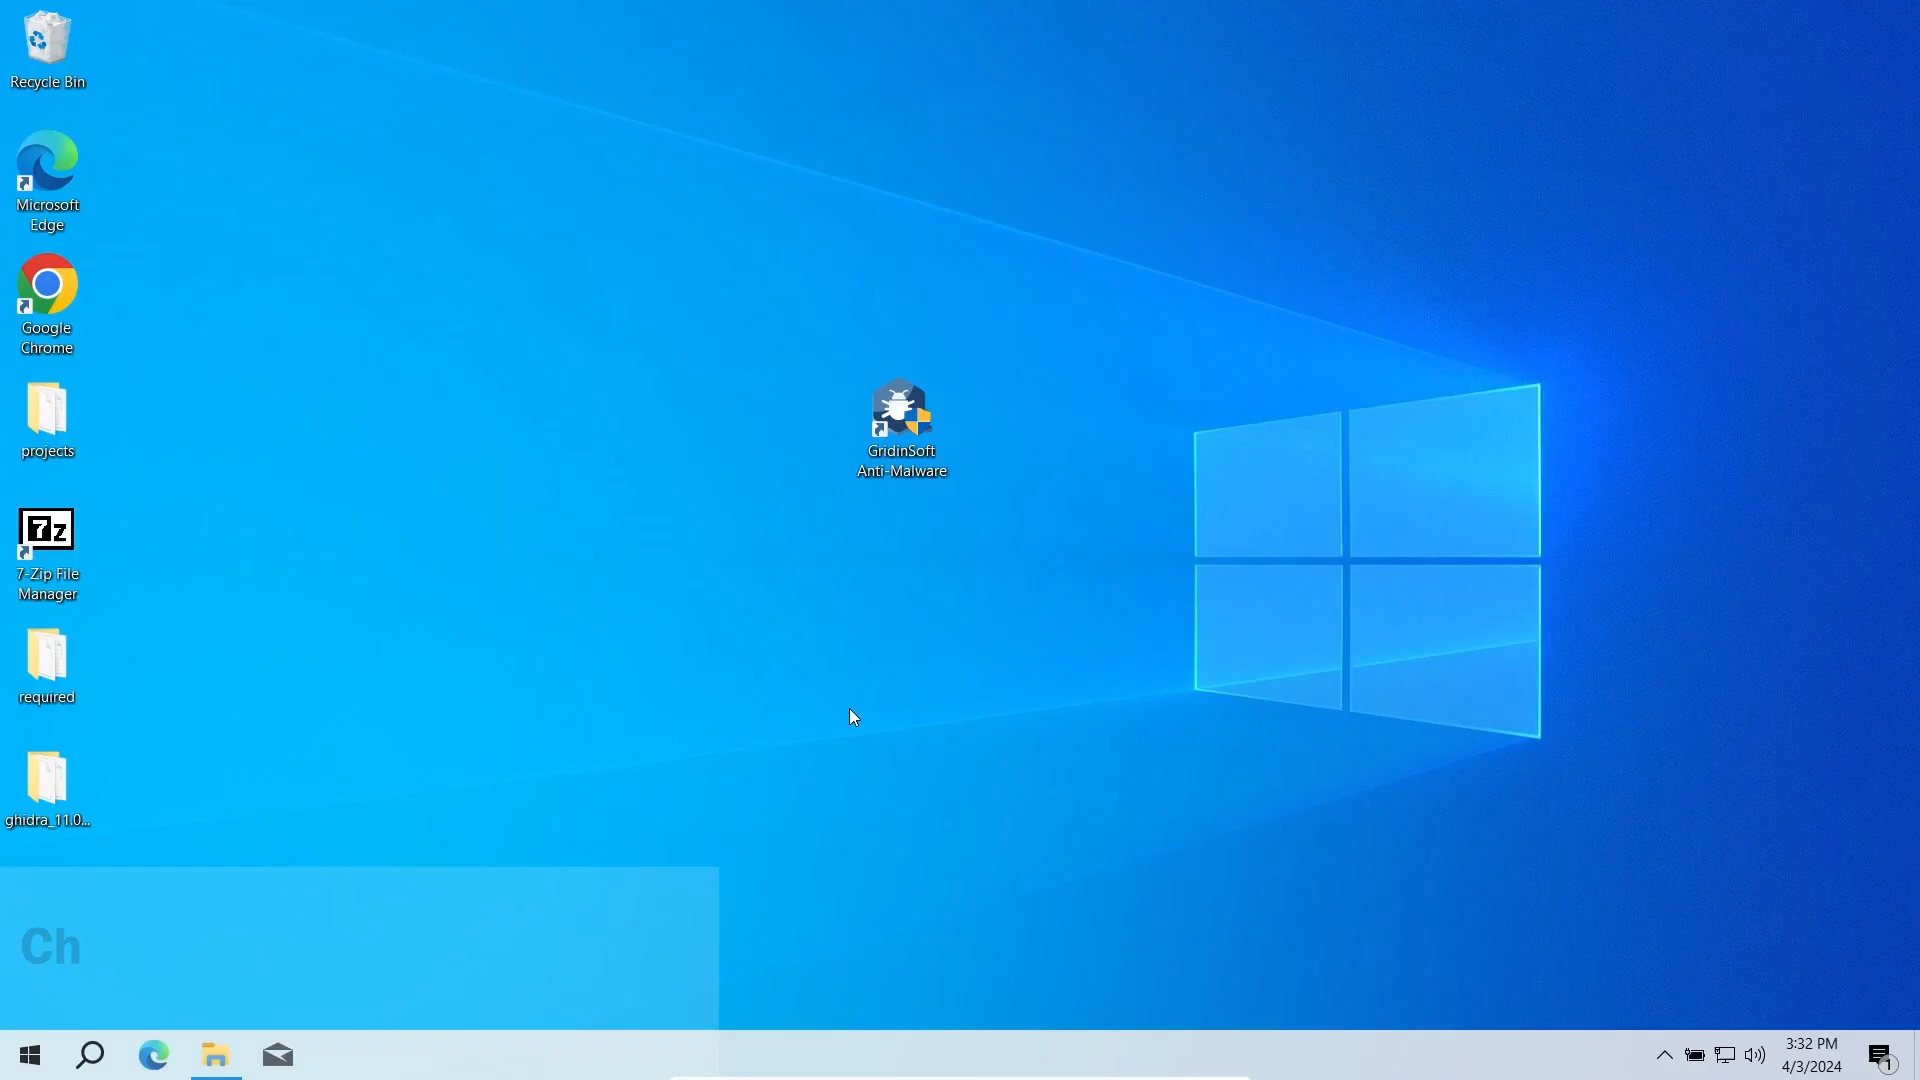 Recycle Bin
Microsoft
Edge
Google
Chrome
projects
7z
7-Zip File
Manager
required
ghidra_11.0...
GridinSoft
Anti-Malware
Ch
3:32 PM
4/3/2024
1